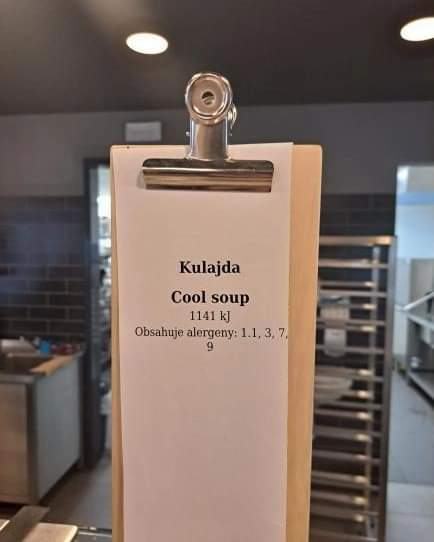 Kulajda
Cool soup
1141 kJ
Obsahuje alergeny: 1.1, 3, 7,
9